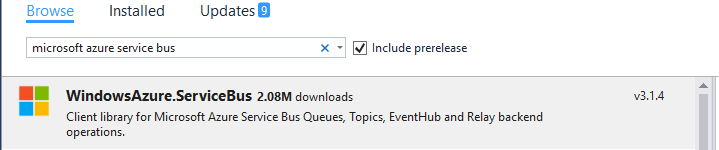 Browse Installed Updates 9
microsoft azure service bus Include prerelease
WindowsAzure.ServiceBus 2.08M downloads v3.1.4
Client library for Microsoft Azure Service Bus Queues, Topics, EventHub and Relay backend
operations.